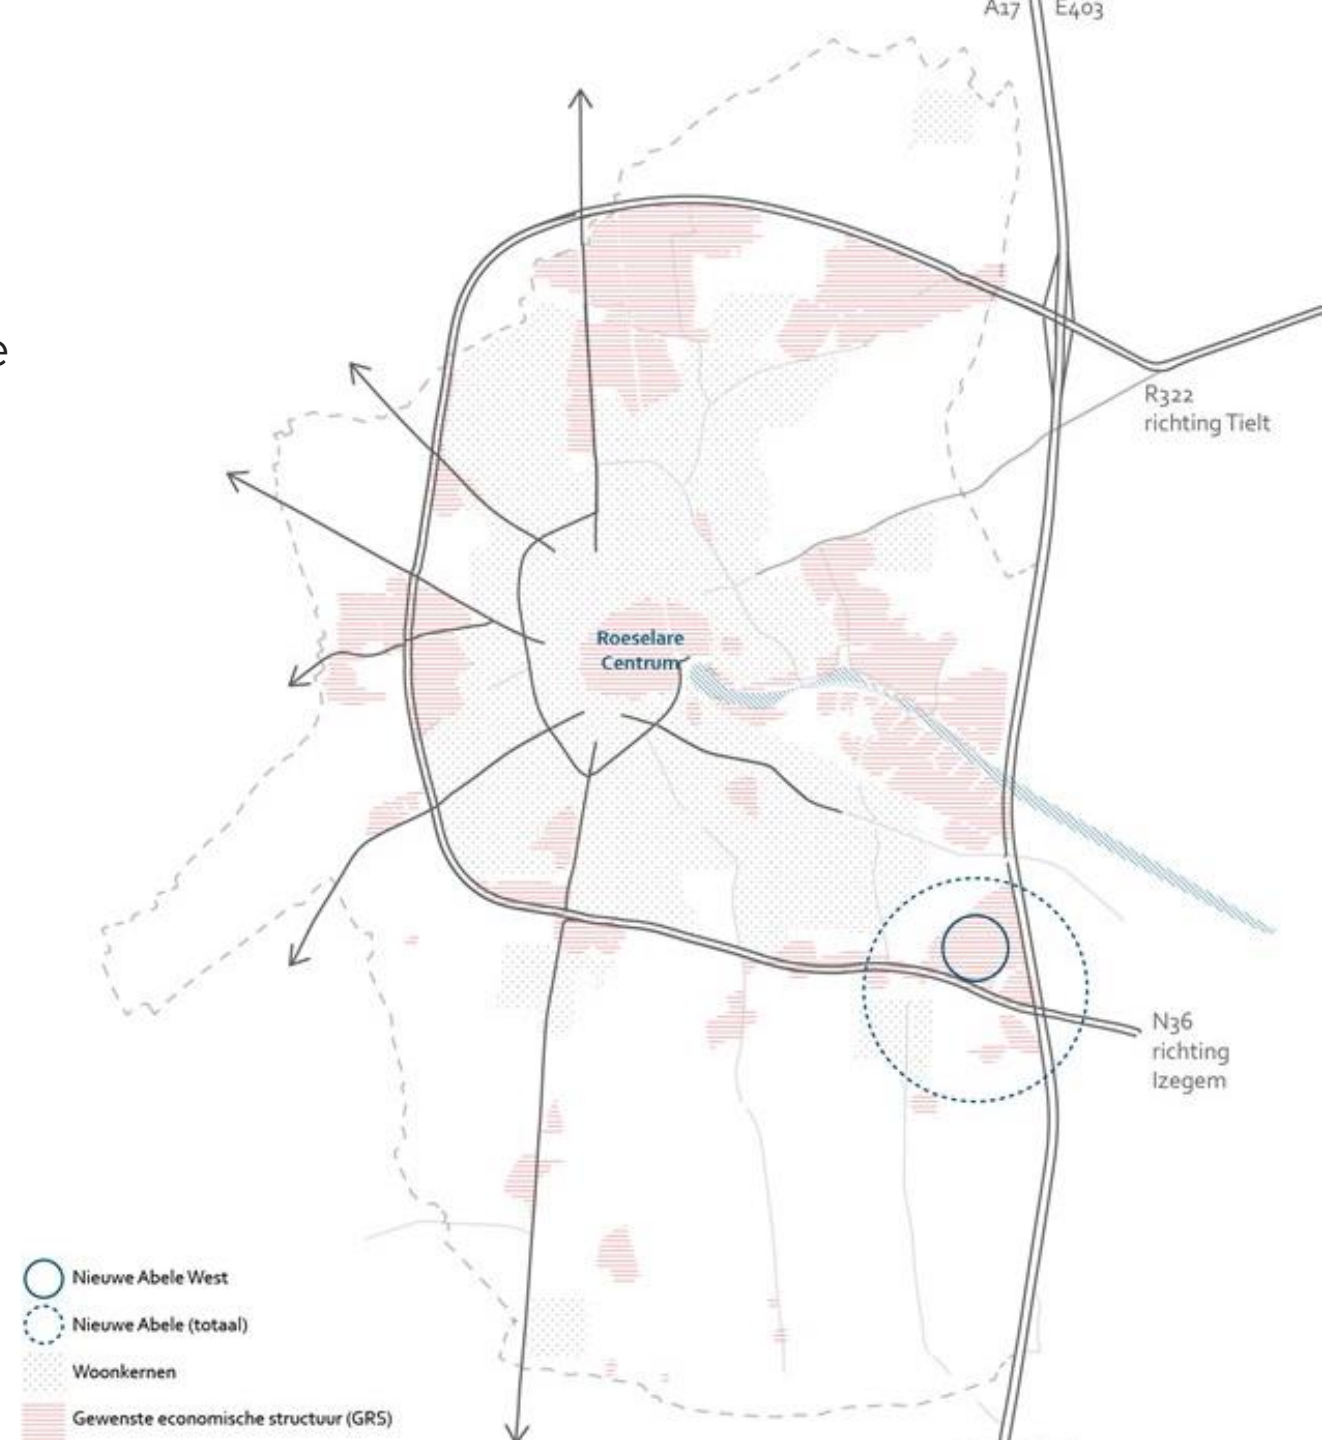 A17 E403
e
R322
richting Tielt
Roeselare
Centrum
N36
richting
Izegem
Nieuwe Abele West
Nieuwe Abele (totaal)
Woonkernen
Gewenste economische structuur (GRS)